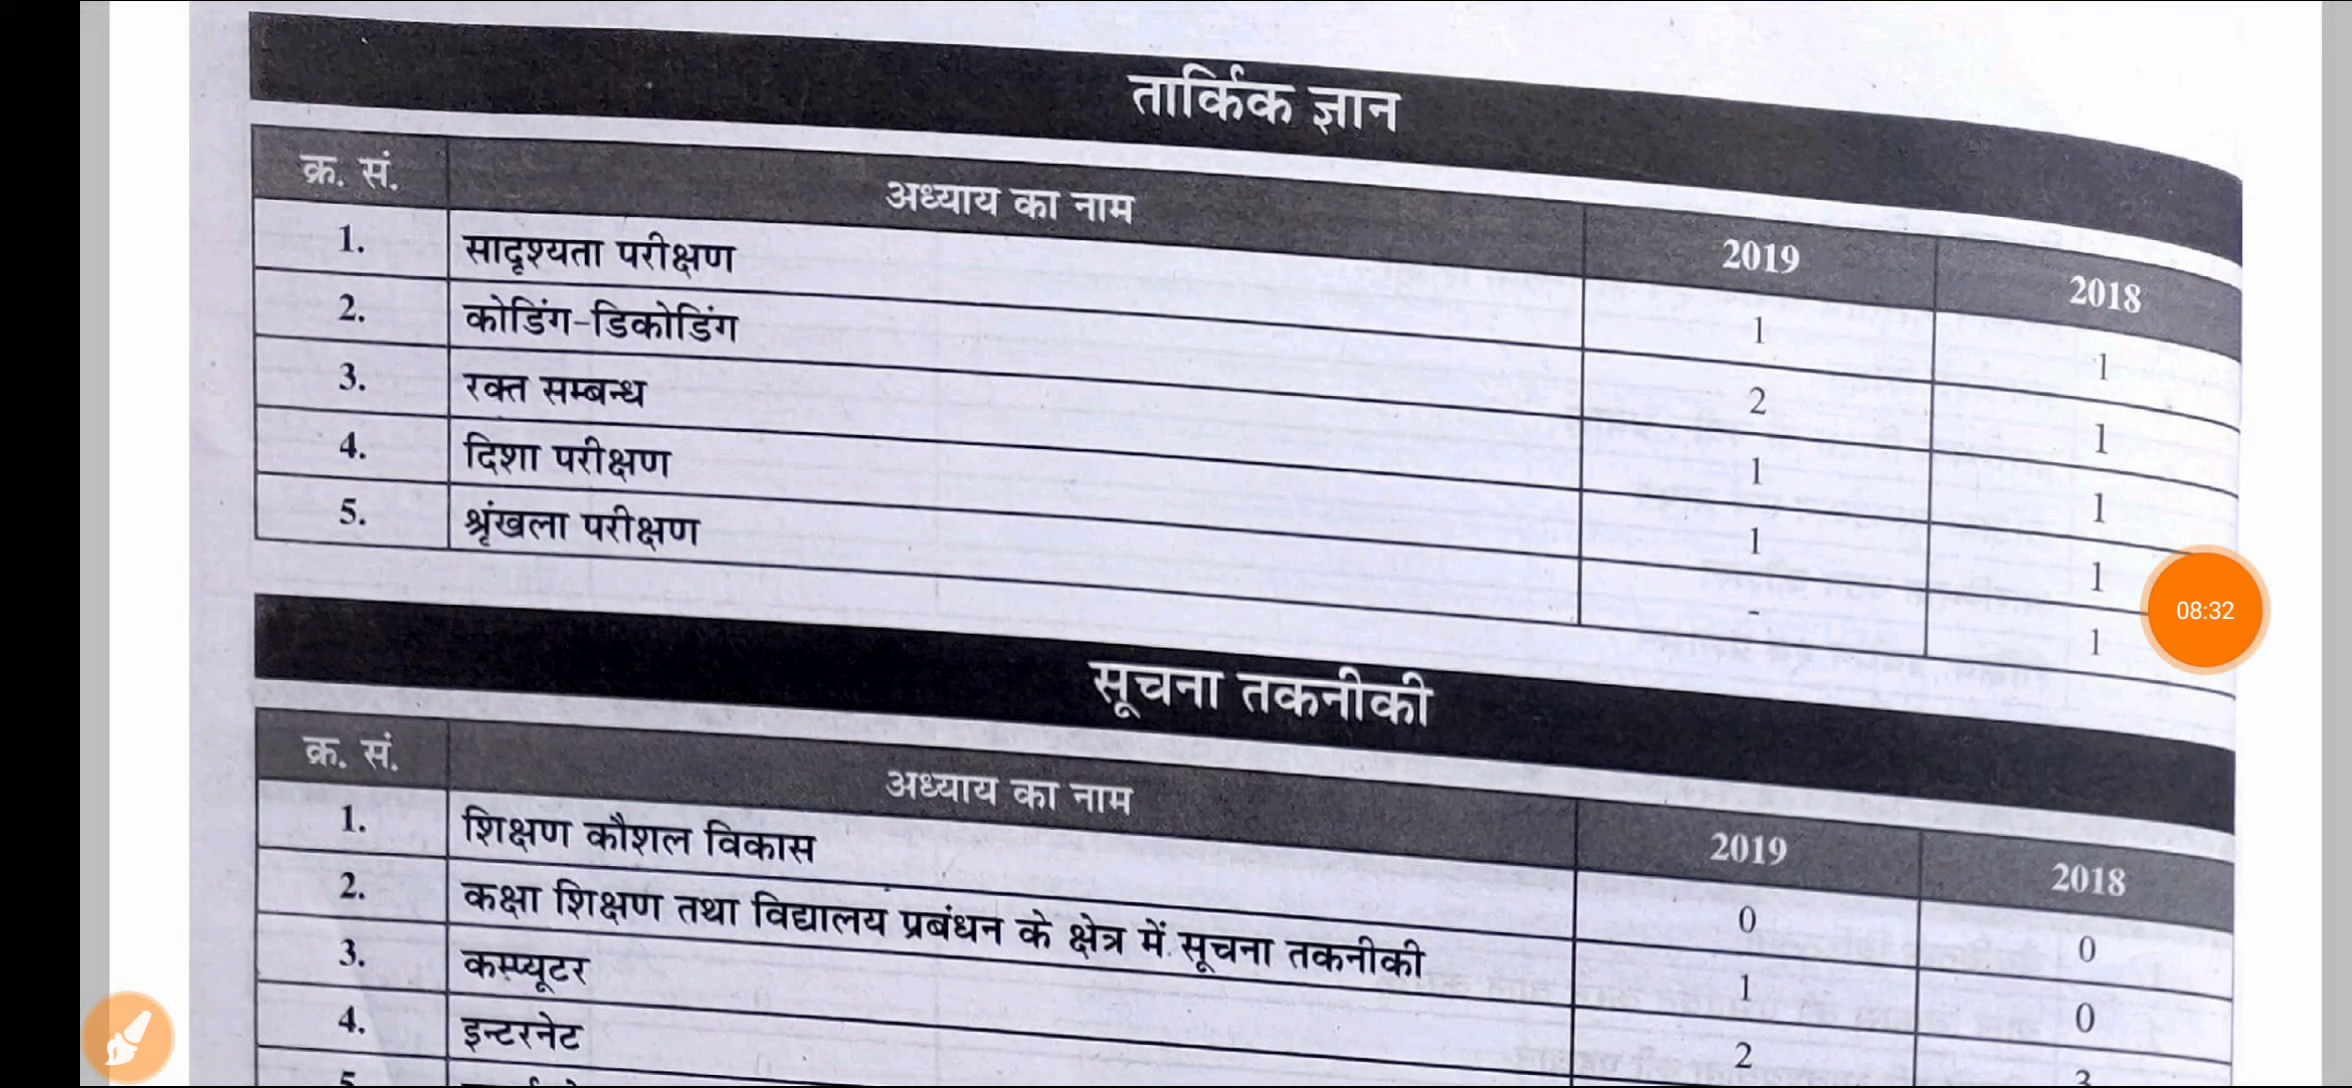 तार्किक ज्ञान
क्र. सं. अध्याय का नाम 2019 2018
1. सादृश्यता परीक्षण 1 1
2. कोडिंग-डिकोडिंग 2 1
3. रक्त सम्बन्ध 1 1
4. दिशा परीक्षण 1 1
5. श्रृंखला परीक्षण - 1
08:32
सूचना तकनीकी
क्र. सं. अध्याय का नाम 2019 2018
1. शिक्षण कौशल विकास 0 0
2. कक्षा शिक्षण तथा विद्यालय प्रबंधन के क्षेत्र में सूचना तकनीकी 1 0
3. कम्प्यूटर 2
4. इन्टरनेट